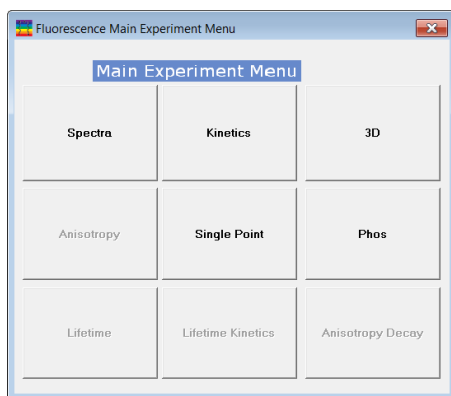 Fluorescence Main Experiment Menu
Main Experiment Menu
Spectra
Kinetics
3D
Anisotropy
Single Point
Phos
Lifetime
Lifetime Kinetics
Anisotropy Decay